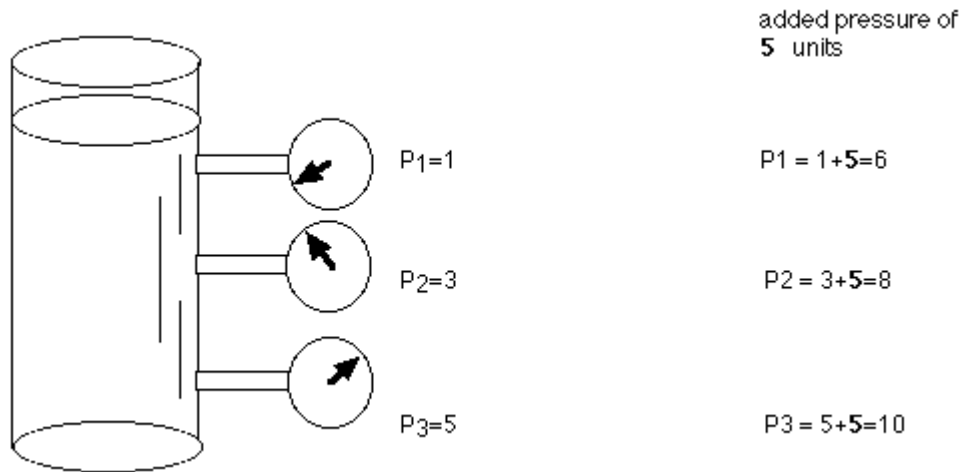 added pressure of
5 units
P1=1
P1 = 1+5=6
P2=3
P2 = 3+5=8
P3=5
P3 = 5+5=10